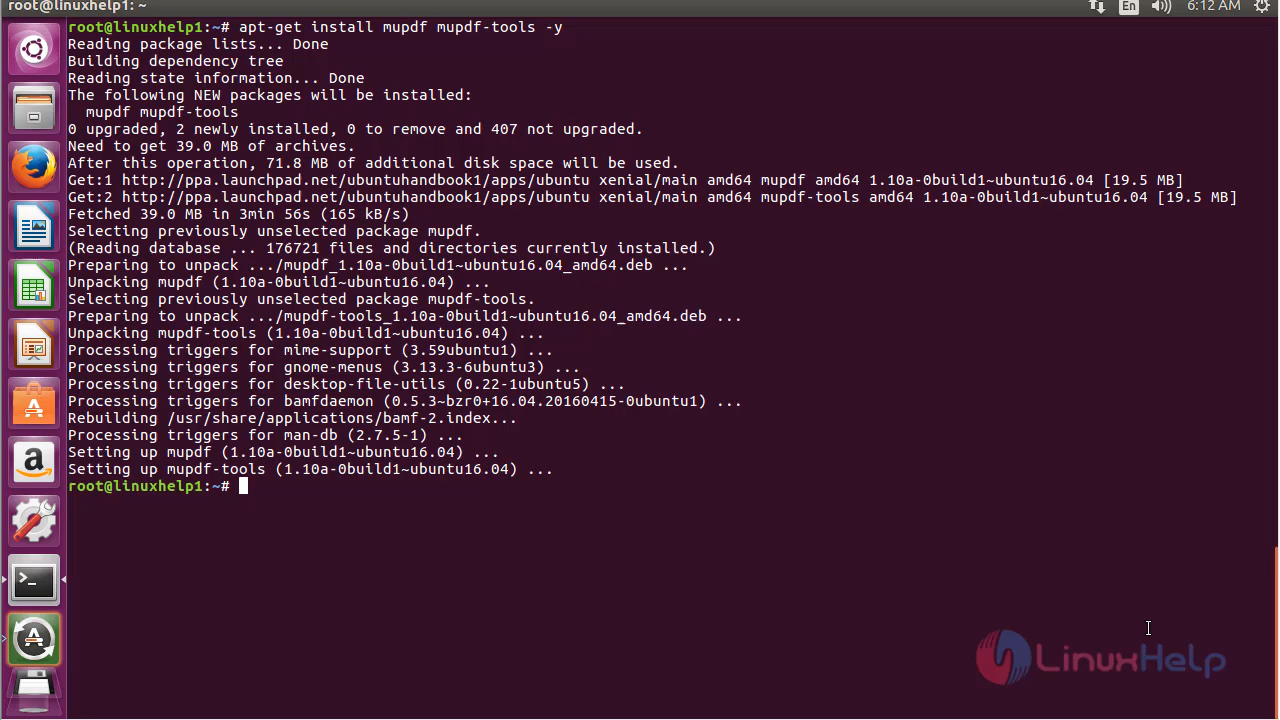 root@linuxhelp1: ~
En
6:12 AM
root@linuxhelp1:~# apt-get install mupdf mupdf-tools -y
Reading package lists... Done
Building dependency tree
Reading state information... Done
The following NEW packages will be installed:
  mupdf mupdf-tools
0 upgraded, 2 newly installed, 0 to remove and 407 not upgraded.
Need to get 39.0 MB of archives.
After this operation, 71.8 MB of additional disk space will be used.
Get:1 http://ppa.launchpad.net/ubuntuhandbook1/apps/ubuntu xenial/main amd64 mupdf amd64 1.10a-0build1~ubuntu16.04 [19.5 MB]
Get:2 http://ppa.launchpad.net/ubuntuhandbook1/apps/ubuntu xenial/main amd64 mupdf-tools amd64 1.10a-0build1~ubuntu16.04 [19.5 MB]
Fetched 39.0 MB in 3min 56s (165 kB/s)
Selecting previously unselected package mupdf.
(Reading database ... 176721 files and directories currently installed.)
Preparing to unpack .../mupdf_1.10a-0build1~ubuntu16.04_amd64.deb ...
Unpacking mupdf (1.10a-0build1~ubuntu16.04) ...
Selecting previously unselected package mupdf-tools.
Preparing to unpack .../mupdf-tools_1.10a-0build1~ubuntu16.04_amd64.deb ...
Unpacking mupdf-tools (1.10a-0build1~ubuntu16.04) ...
Processing triggers for mime-support (3.59ubuntu1) ...
Processing triggers for gnome-menus (3.13.3-6ubuntu3) ...
Processing triggers for desktop-file-utils (0.22-1ubuntu5) ...
Processing triggers for bamfdaemon (0.5.3~bzr0+16.04.20160415-0ubuntu1) ...
Rebuilding /usr/share/applications/bamf-2.index...
Processing triggers for man-db (2.7.5-1) ...
Setting up mupdf (1.10a-0build1~ubuntu16.04) ...
Setting up mupdf-tools (1.10a-0build1~ubuntu16.04) ...
root@linuxhelp1:~#
LinuxHelp